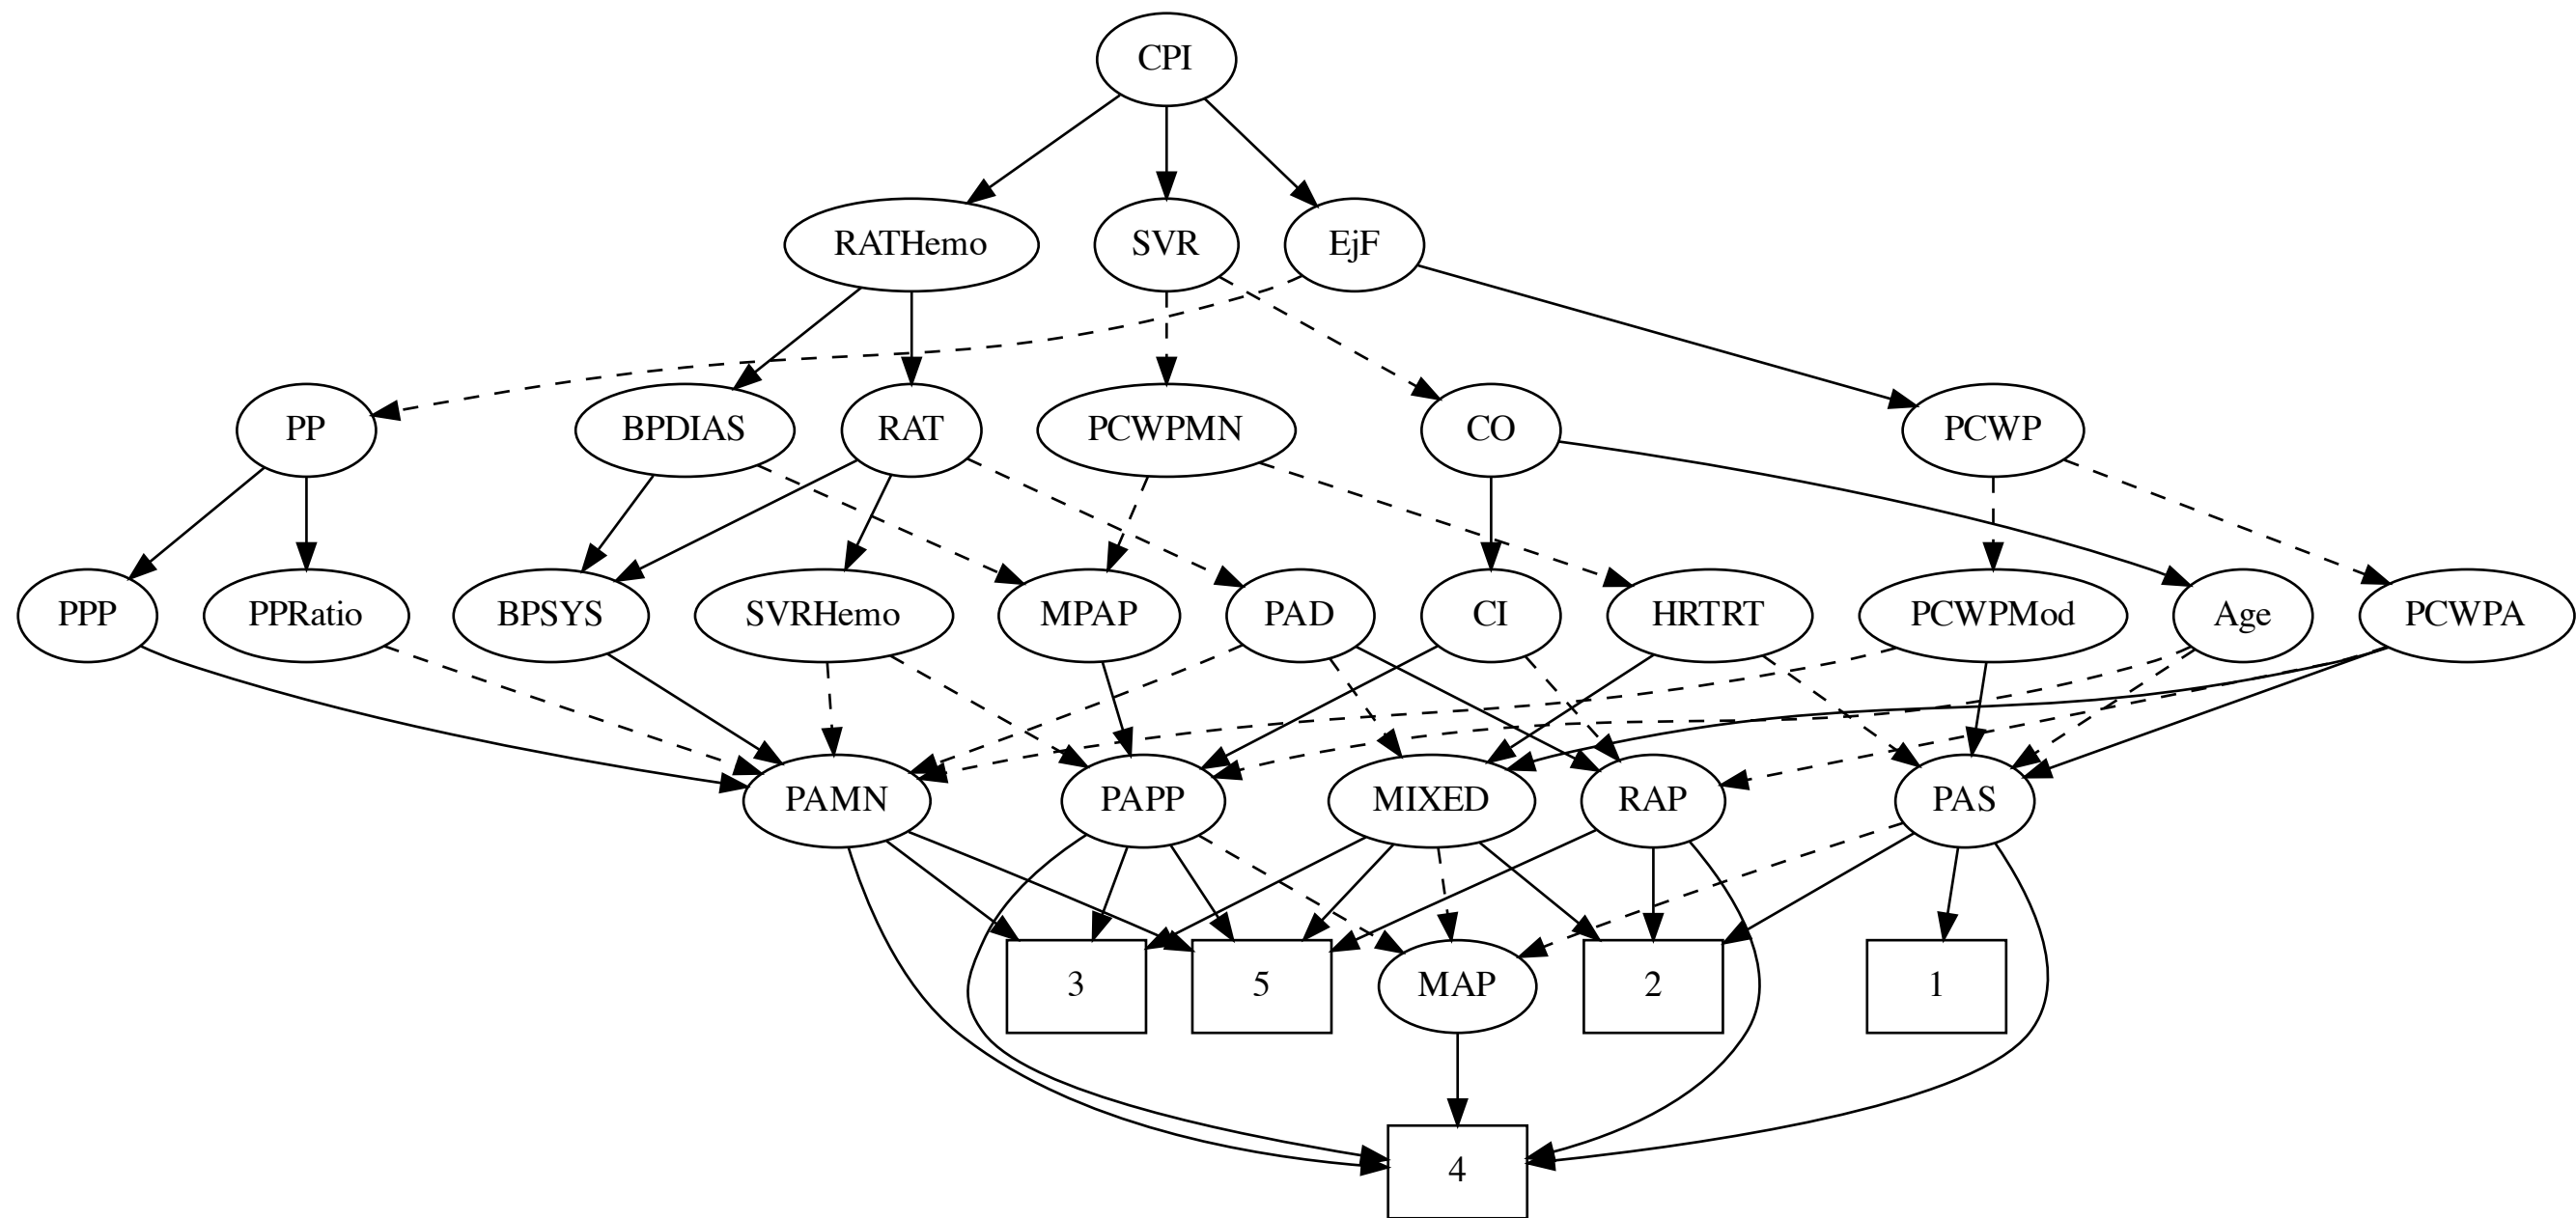 CPI
RATHemo
SVR
EjF
PP
BPDIAS
RAT
PCWPMN
CO
PCWP
PPP
PPRatio
BPSYS
SVRHemo
MPAP
PAD
CI
HRTRT
PCWPMod
Age
PCWPA
PAMN
PAPP
MIXED
RAP
PAS
3
5
MAP
2
1
4